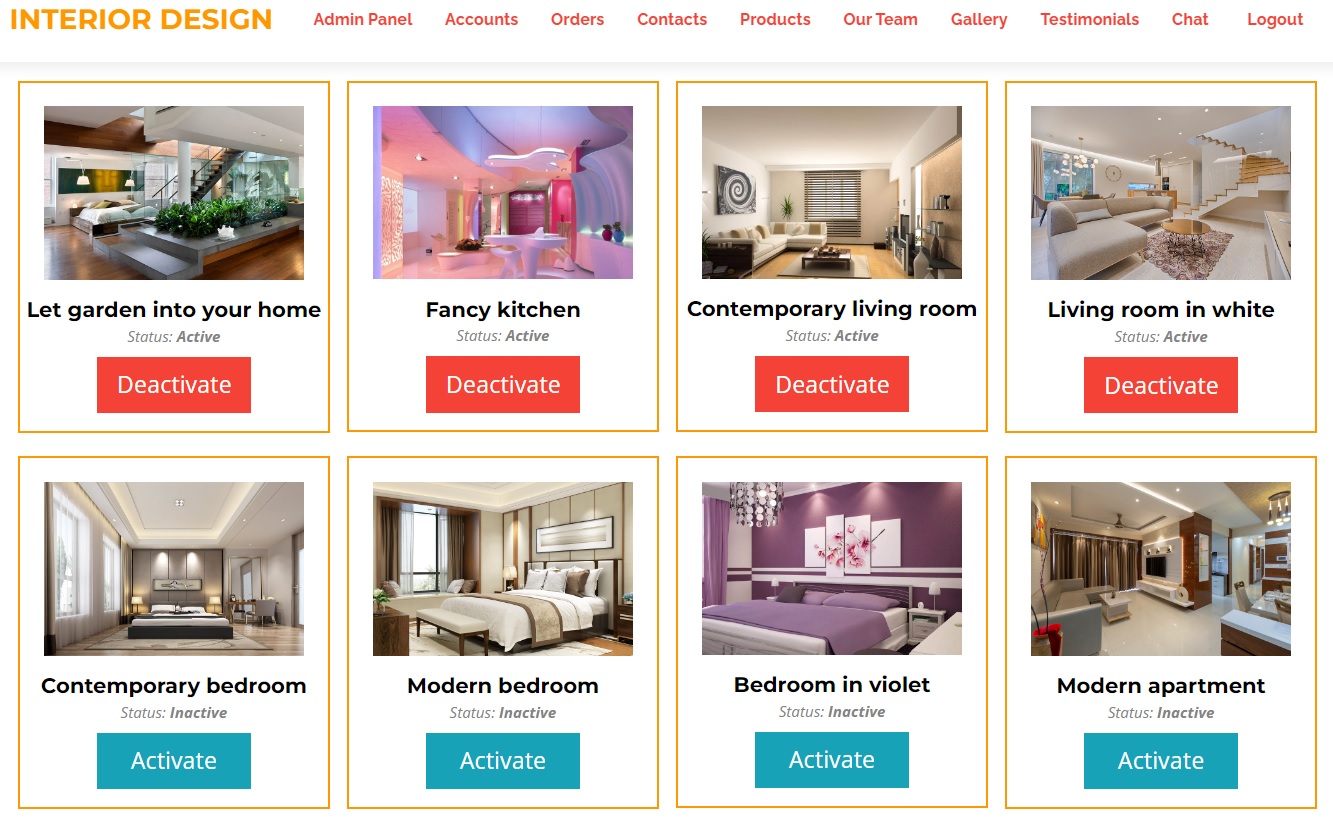 INTERIOR DESIGN Admin Panel Accounts Orders Contacts Products Our Team Gallery Testimonials Chat Logout
Let garden into your home
Status: Active
Deactivate
Fancy kitchen
Status: Active
Deactivate
Contemporary living room
Status: Active
Deactivate
Living room in white
Status: Active
Deactivate
Contemporary bedroom
Status: Inactive
Activate
Modern bedroom
Status: Inactive
Activate
Bedroom in violet
Status: Inactive
Activate
Modern apartment
Status: Inactive
Activate